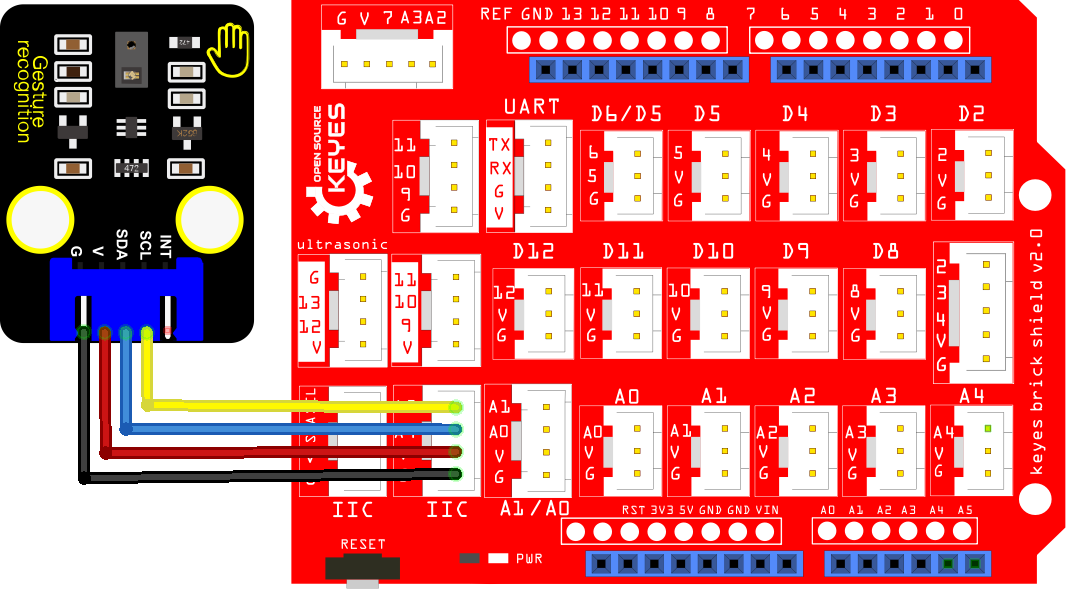 Gesture
recognition
G
V
SDA
SCL
INT
G V 7 A3 A2
REF GND 13 12 11 10 9 8
7 6 5 4 3 2 1 0
OPEN SOURCE
KEYES
11
10
9
G
UART
TX
RX
G
V
D6/D5
6
5
G
D5
5
V
G
D4
4
V
G
D3
3
V
G
D2
2
V
G
ultrasonic
G
13
12
V
11
10
9
V
D12
12
V
G
D11
11
V
G
D10
10
V
G
D9
9
V
G
D8
8
V
G
2
3
4
V
G
IIC
IIC
A1
A0
V
G
A1/A0
A0
A0
V
G
A1
A1
V
G
A2
A2
V
G
A3
A3
V
G
A4
A4
V
G
keyes brick shield v2.0
RST 3V3 5V GND GND VIN
A0 A1 A2 A3 A4 A5
RESET
PWR